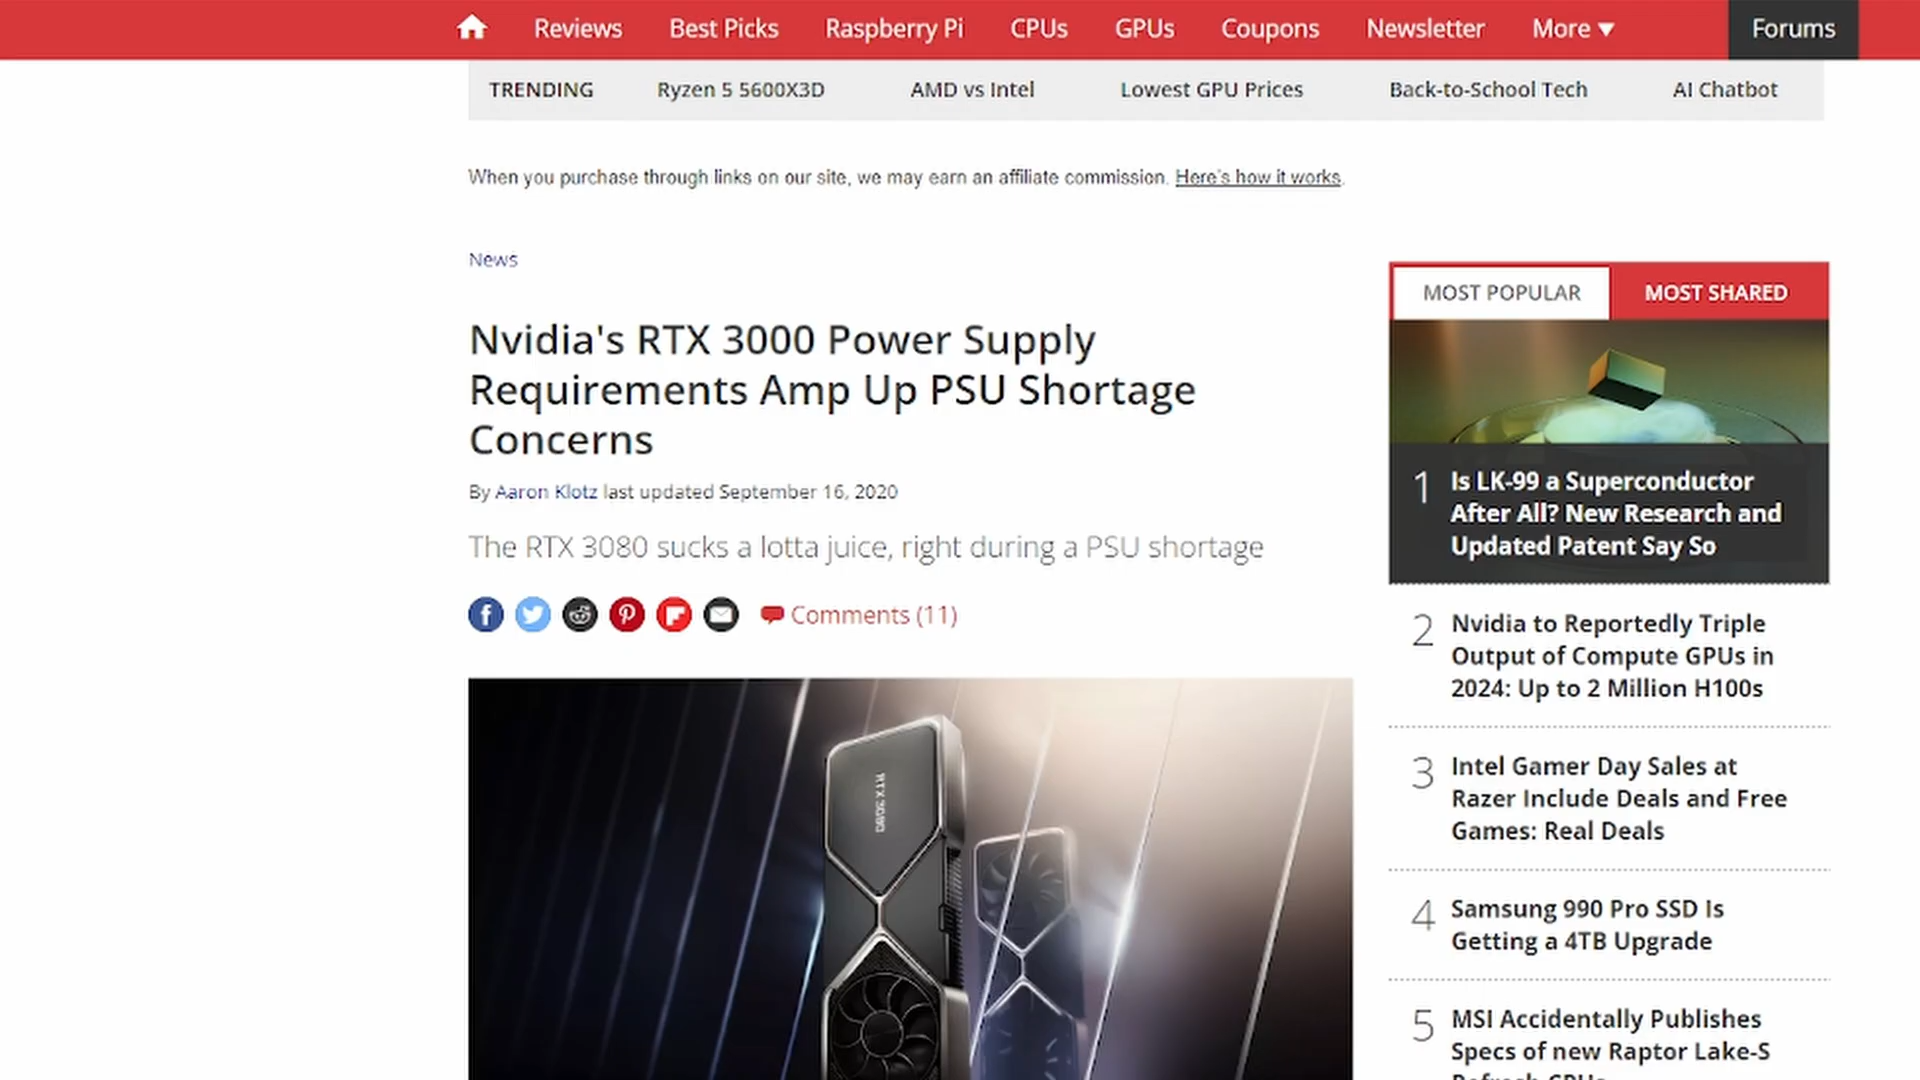 Reviews Best Picks Raspberry Pi CPUs GPUs Coupons Newsletter More ▼ Forums
TRENDING Ryzen 5 5600X3D AMD vs Intel Lowest GPU Prices Back-to-School Tech AI Chatbot
When you purchase through links on our site, we may earn an affiliate commission. Here's how it works.
News
Nvidia's RTX 3000 Power Supply
Requirements Amp Up PSU Shortage
Concerns
By Aaron Klotz last updated September 16, 2020
The RTX 3080 sucks a lotta juice, right during a PSU shortage
Comments (11)
RTX 3080
MOST POPULAR MOST SHARED
1 Is LK-99 a Superconductor
After All? New Research and
Updated Patent Say So
2 Nvidia to Reportedly Triple
Output of Compute GPUs in
2024: Up to 2 Million H100s
3 Intel Gamer Day Sales at
Razer Include Deals and Free
Games: Real Deals
4 Samsung 990 Pro SSD Is
Getting a 4TB Upgrade
5 MSI Accidentally Publishes
Specs of new Raptor Lake-S
Refresh CPUs